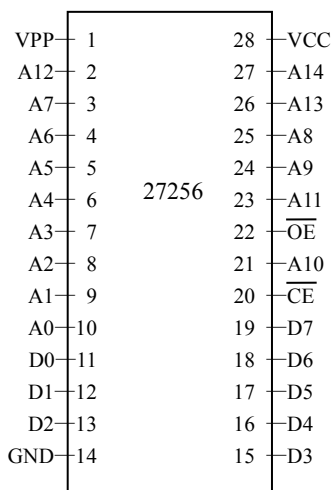 VPP 1 28 VCC
A12 2 27 A14
A7 3 26 A13
A6 4 25 A8
A5 5 24 A9
A4 6 27256 23 A11
A3 7 22 O̅E̅
A2 8 21 A10
A1 9 20 C̅E̅
A0 10 19 D7
D0 11 18 D6
D1 12 17 D5
D2 13 16 D4
GND 14 15 D3